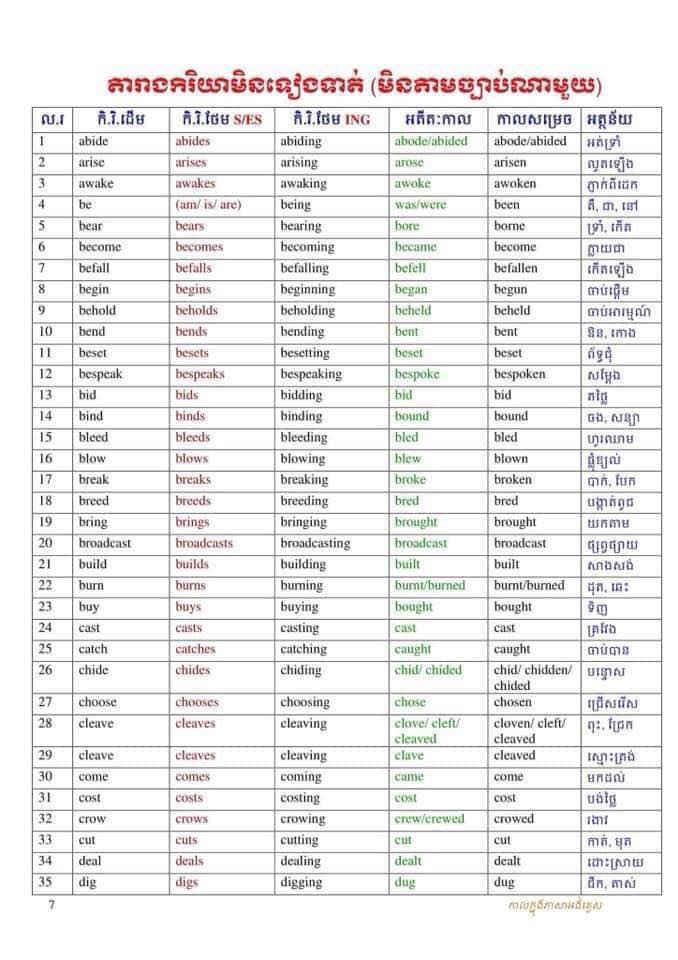 តារាងកិរិយាមិនទៀងទាត់ (មិនតាមច្បាប់ណាមួយ)
ល.រ កិ.រិ.ដើម កិ.រិ.ថែម S/ES កិ.រិ.ថែម ING អតីតៈកាល កាលសម្រេច អត្ថន័យ
1 abide abides abiding abode/abided abode/abided អត់ទ្រាំ
2 arise arises arising arose arisen លូតឡើង
3 awake awakes awaking awoke awoken ភ្ញាក់ពីដេក
4 be (am/ is/ are) being was/were been គឺ, ជា, នៅ
5 bear bears bearing bore borne ទ្រាំ, កើត
6 become becomes becoming became become ក្លាយជា
7 befall befalls befalling befell befallen កើតឡើង
8 begin begins beginning began begun ចាប់ផ្ដើម
9 behold beholds beholding beheld beheld ចាប់អារម្មណ៍
10 bend bends bending bent bent ឱន, កោង
11 beset besets besetting beset beset ព័ទ្ធជុំ
12 bespeak bespeaks bespeaking bespoke bespoken សម្ដែង
13 bid bids bidding bid bid តថ្លៃ
14 bind binds binding bound bound ចង, សន្យា
15 bleed bleeds bleeding bled bled ហូរឈាម
16 blow blows blowing blew blown ផ្លុំខ្យល់
17 break breaks breaking broke broken បាក់, បែក
18 breed breeds breeding bred bred បង្កាត់ពូជ
19 bring brings bringing brought brought យកតាម
20 broadcast broadcasts broadcasting broadcast broadcast ផ្សព្វផ្សាយ
21 build builds building built built សាងសង់
22 burn burns burning burnt/burned burnt/burned ដុត, ឆេះ
23 buy buys buying bought bought ទិញ
24 cast casts casting cast cast គ្រវែង
25 catch catches catching caught caught ចាប់បាន
26 chide chides chiding chid/ chided chid/ chidden/ បន្ទោស
chided
27 choose chooses choosing chose chosen ជ្រើសរើស
28 cleave cleaves cleaving clove/ cleft/ cloven/ cleft/ ពុះ, ច្រែក
cleaved cleaved
29 cleave cleaves cleaving clave cleaved ស្មោះត្រង់
30 come comes coming came come មកដល់
31 cost costs costing cost cost បង់ថ្លៃ
32 crow crows crowing crew/crewed crowed រងាវ
33 cut cuts cutting cut cut កាត់, មុត
34 deal deals dealing dealt dealt ដោះស្រាយ
35 dig digs digging dug dug ជីក, តាស់
7 កាលក្នុងភាសាអង់គ្លេស